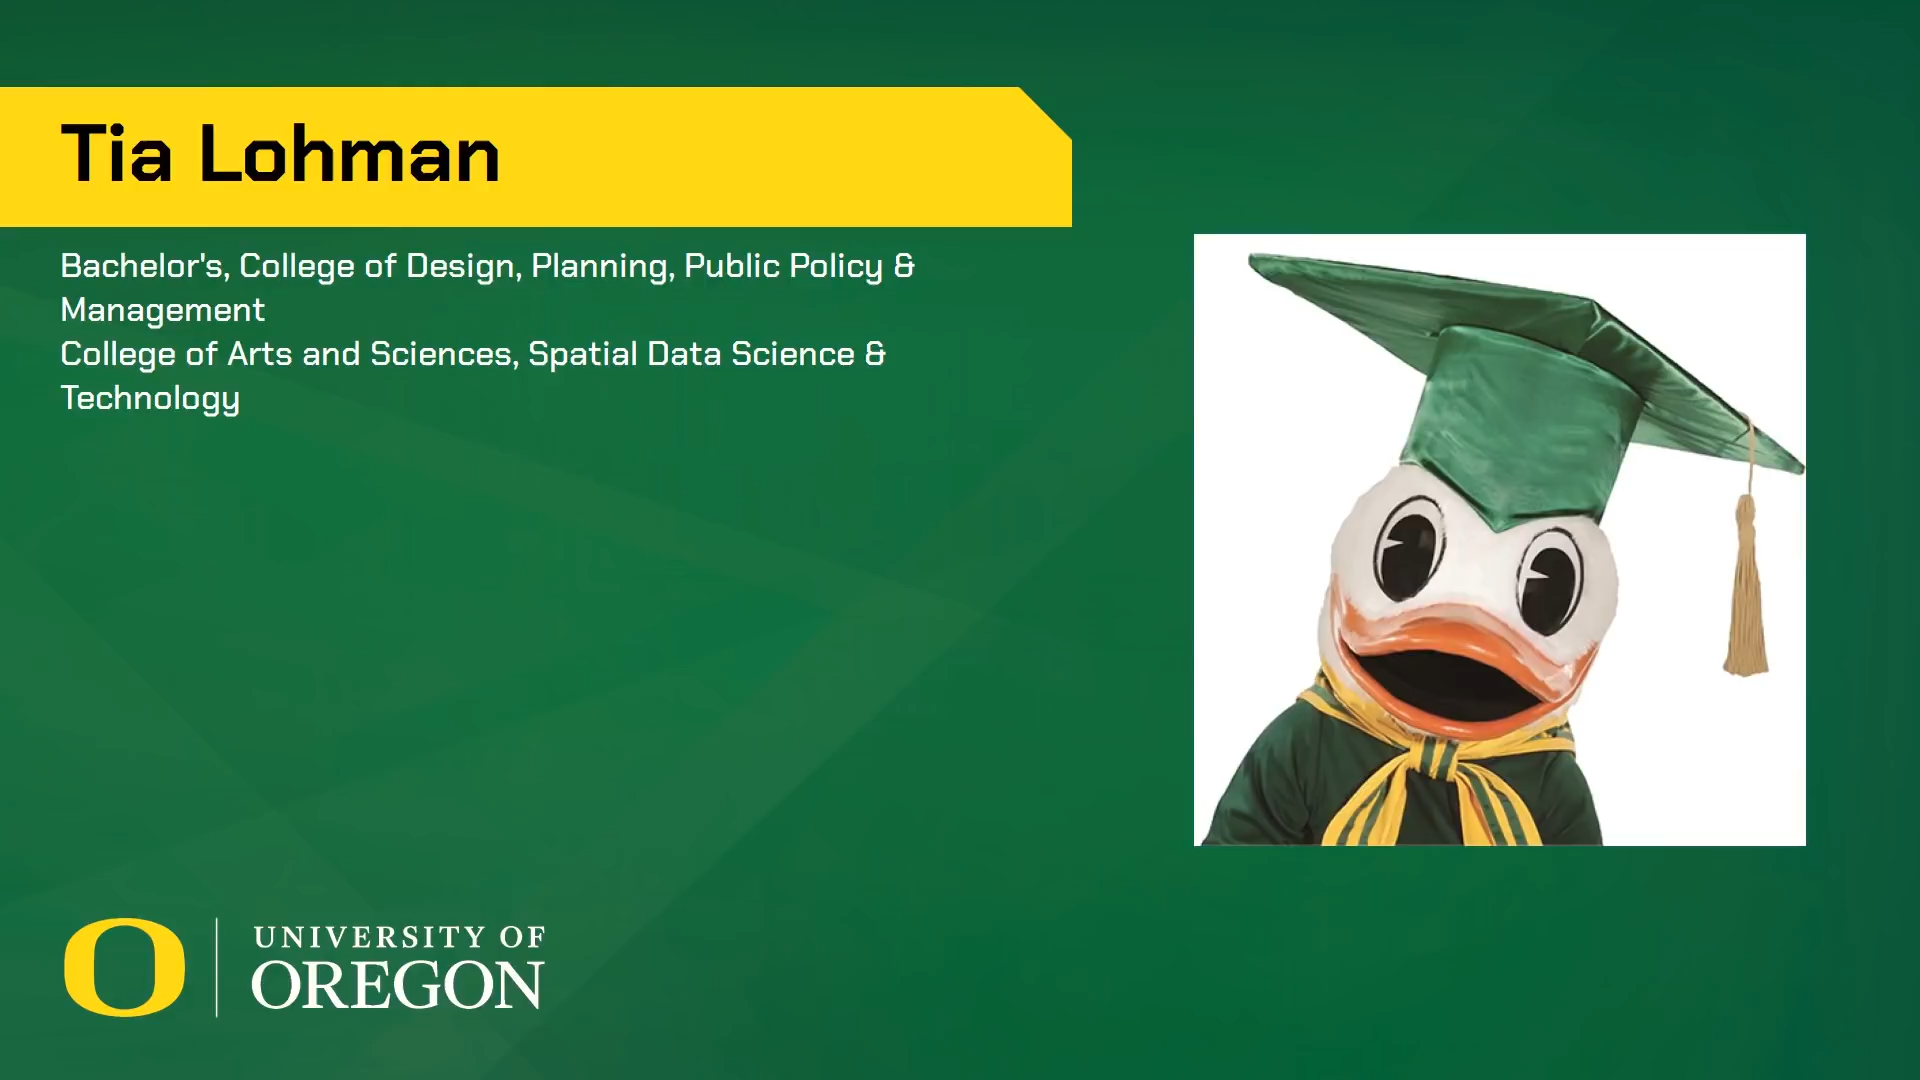 Tia Lohman
Bachelor's, College of Design, Planning, Public Policy &
Management
College of Arts and Sciences, Spatial Data Science &
Technology
O
UNIVERSITY OF
OREGON